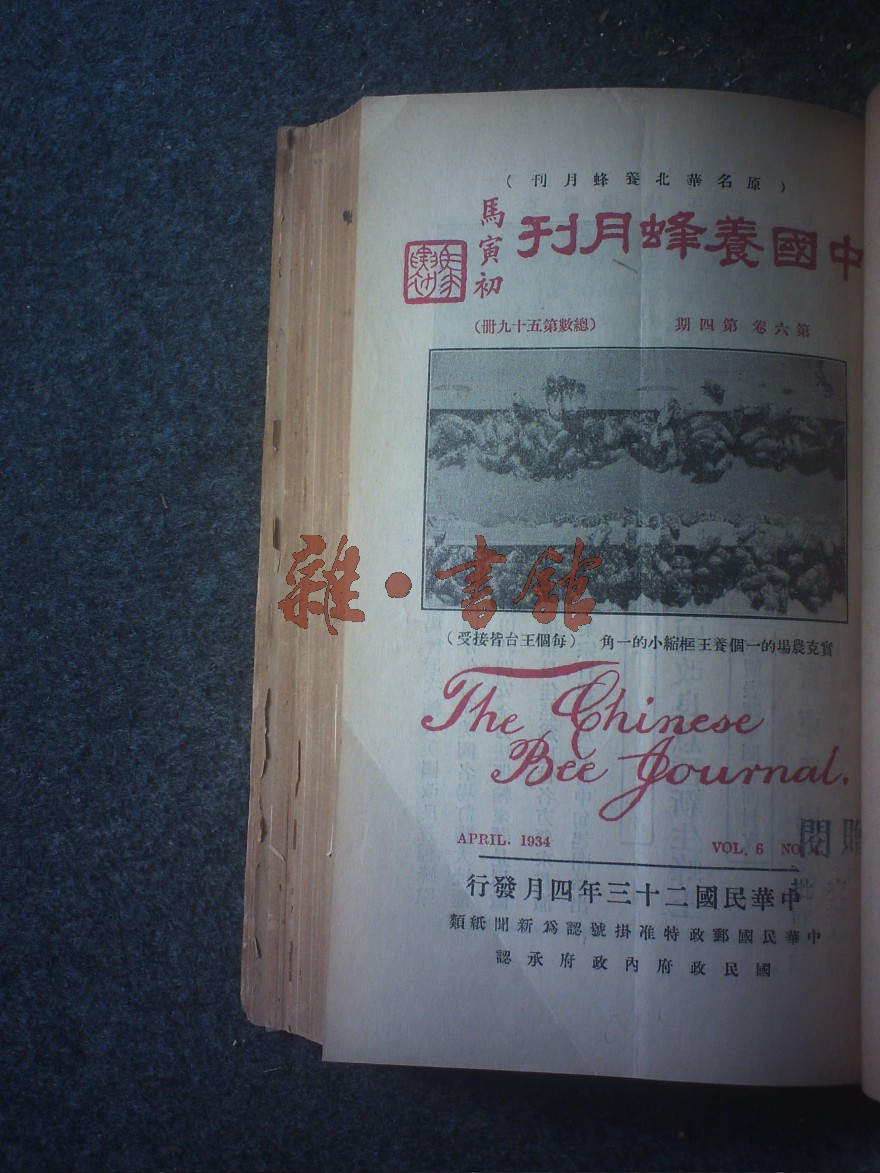 （原名華北養蜂月刊）
中國養蜂月刊
馬寅初
第六卷 第四期 （總數第五十九冊）
實克農場的一個養王框縮小的一角 （每個王台皆接受）
The Chinese
Bee Journal.
APRIL. 1934 VOL. 6 NO
中華民國二十三年四月發行
中華民國郵政特准掛號認為新聞紙類
國民政府內政府承認
雜·書館